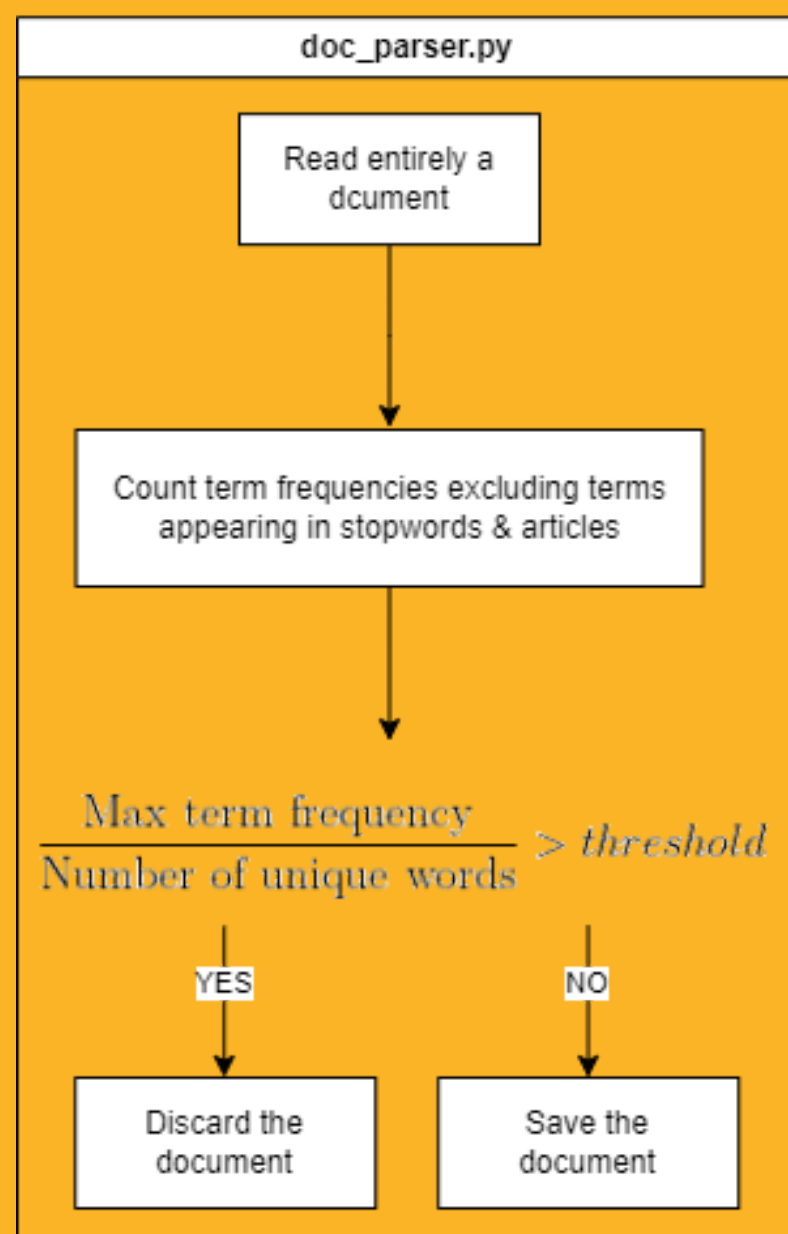 doc_parser.py
Read entirely a
dcument
Count term frequencies excluding terms
appearing in stopwords & articles
Max term frequency
Number of unique words
> threshold
YES
NO
Discard the
document
Save the
document